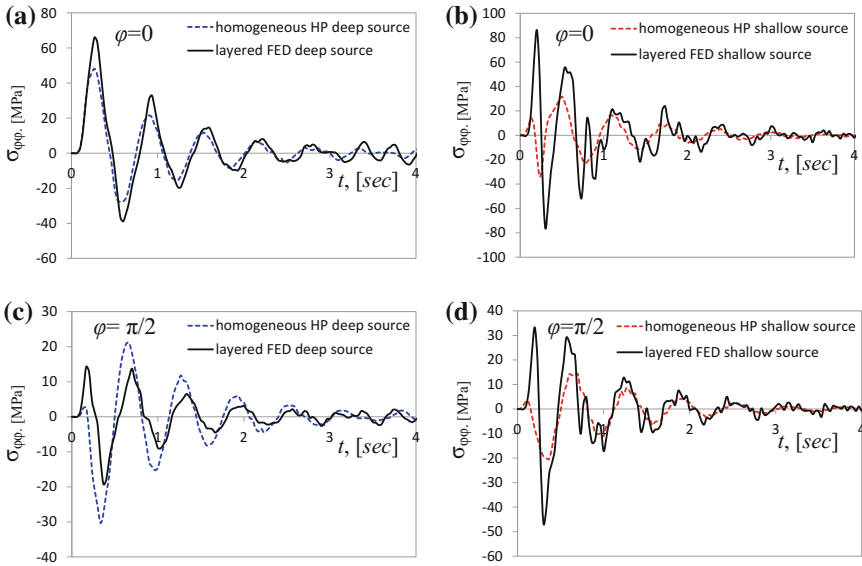 (a)
80
60
40
20
0
-20
-40
-60
σφφ. [MPa]
φ=0
homogeneous HP deep source
layered FED deep source
0
1
2
3
4
t, [sec]
(b)
100
80
60
40
20
0
-20
-40
-60
-80
-100
σφφ. [MPa]
φ=0
homogeneous HP shallow source
layered FED shallow source
0
1
2
3
4
t, [sec]
(c)
30
20
10
0
-10
-20
-30
-40
σφφ. [MPa]
φ= π/2
homogeneous HP deep source
layered FED deep source
0
1
2
3
4
t, [sec]
(d)
40
30
20
10
0
-10
-20
-30
-40
-50
-60
σφφ. [MPa]
φ=π/2
homogeneous HP shallow source
layered FED shallow source
0
1
2
3
4
t, [sec]